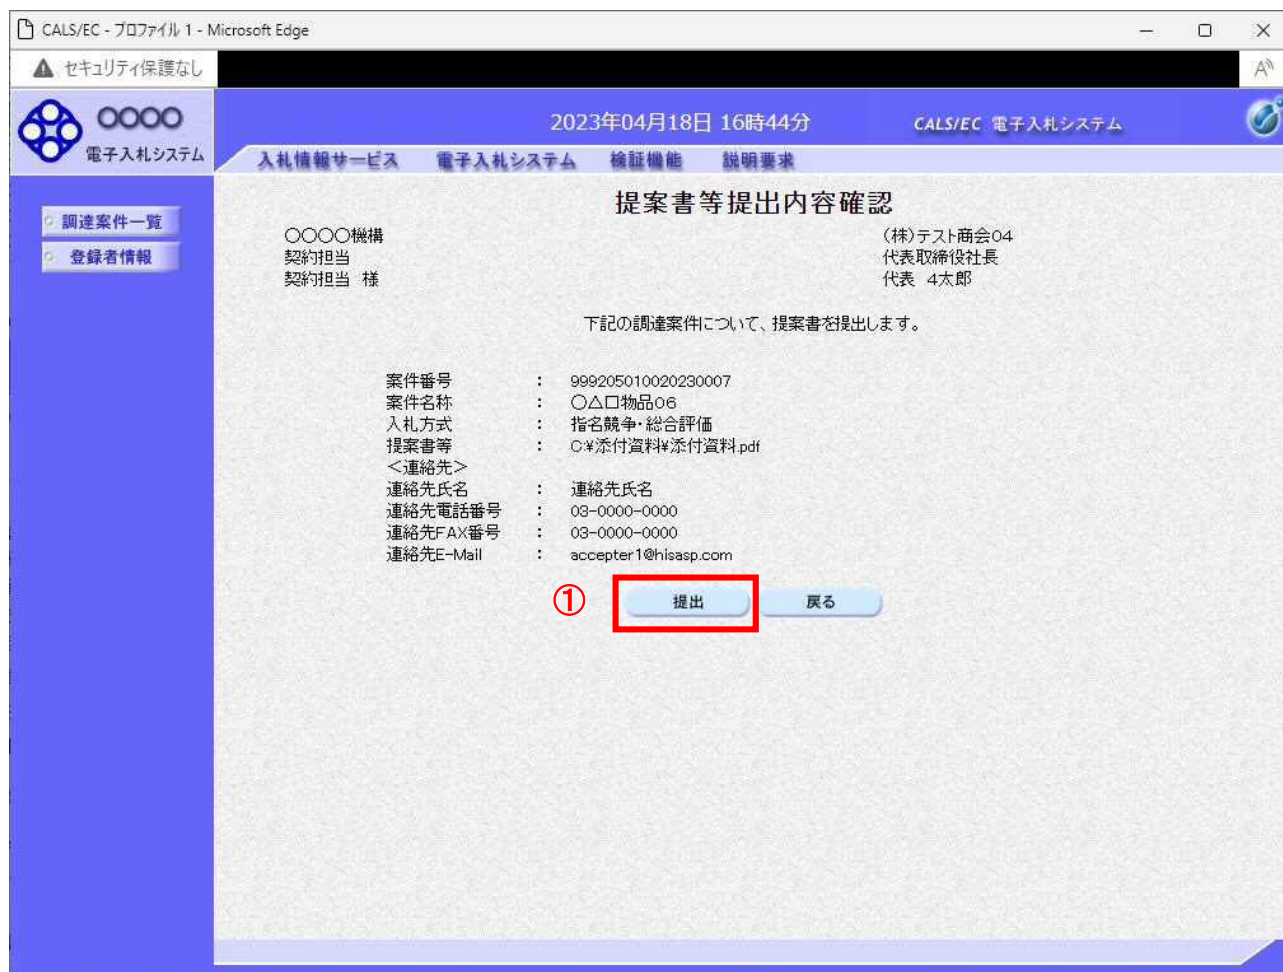 CALS/EC - プロファイル 1 - Microsoft Edge
セキュリティ保護なし
OOOO
電子入札システム
2023年04月18日 16時44分
CALS/EC 電子入札システム
入札情報サービス 電子入札システム 検証機能 説明要求
調達案件一覧
登録者情報
提案書等提出内容確認
○○○○機構
契約担当
契約担当 様
(株)テスト商会04
代表取締役社長
代表 4太郎
下記の調達案件について、提案書を提出します。
案件番号 : 999205010020230007
案件名称 : ○△口物品06
入札方式 : 指名競争・総合評価
提案書等 : C:¥添付資料¥添付資料.pdf
<連絡先>
連絡先氏名 : 連絡先氏名
連絡先電話番号 : 03-0000-0000
連絡先FAX番号 : 03-0000-0000
連絡先E-Mail : accepter1@hisasp.com
① 提出 戻る